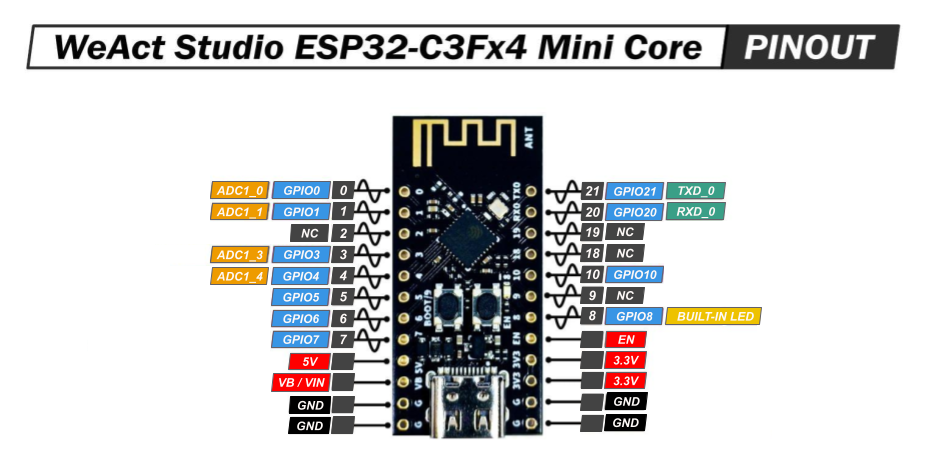 WeAct Studio ESP32-C3Fx4 Mini Core PINOUT
ANT
ADC1_0 GPIO0 0 0 TX0 21 GPIO21 TXD_0
ADC1_1 GPIO1 1 1 RX0 20 GPIO20 RXD_0
NC 2 2 19 19 NC
ADC1_3 GPIO3 3 3 18 18 NC
ADC1_4 GPIO4 4 4 10 10 GPIO10
GPIO5 5 5 9 9 NC
BOOT/9
GPIO6 6 6 EN 8 8 GPIO8 BUILT-IN LED
GPIO7 7 7 EN EN
5V 5V 3V3 3.3V
VB / VIN VB 3V3 3.3V
GND G G GND
GND G G GND